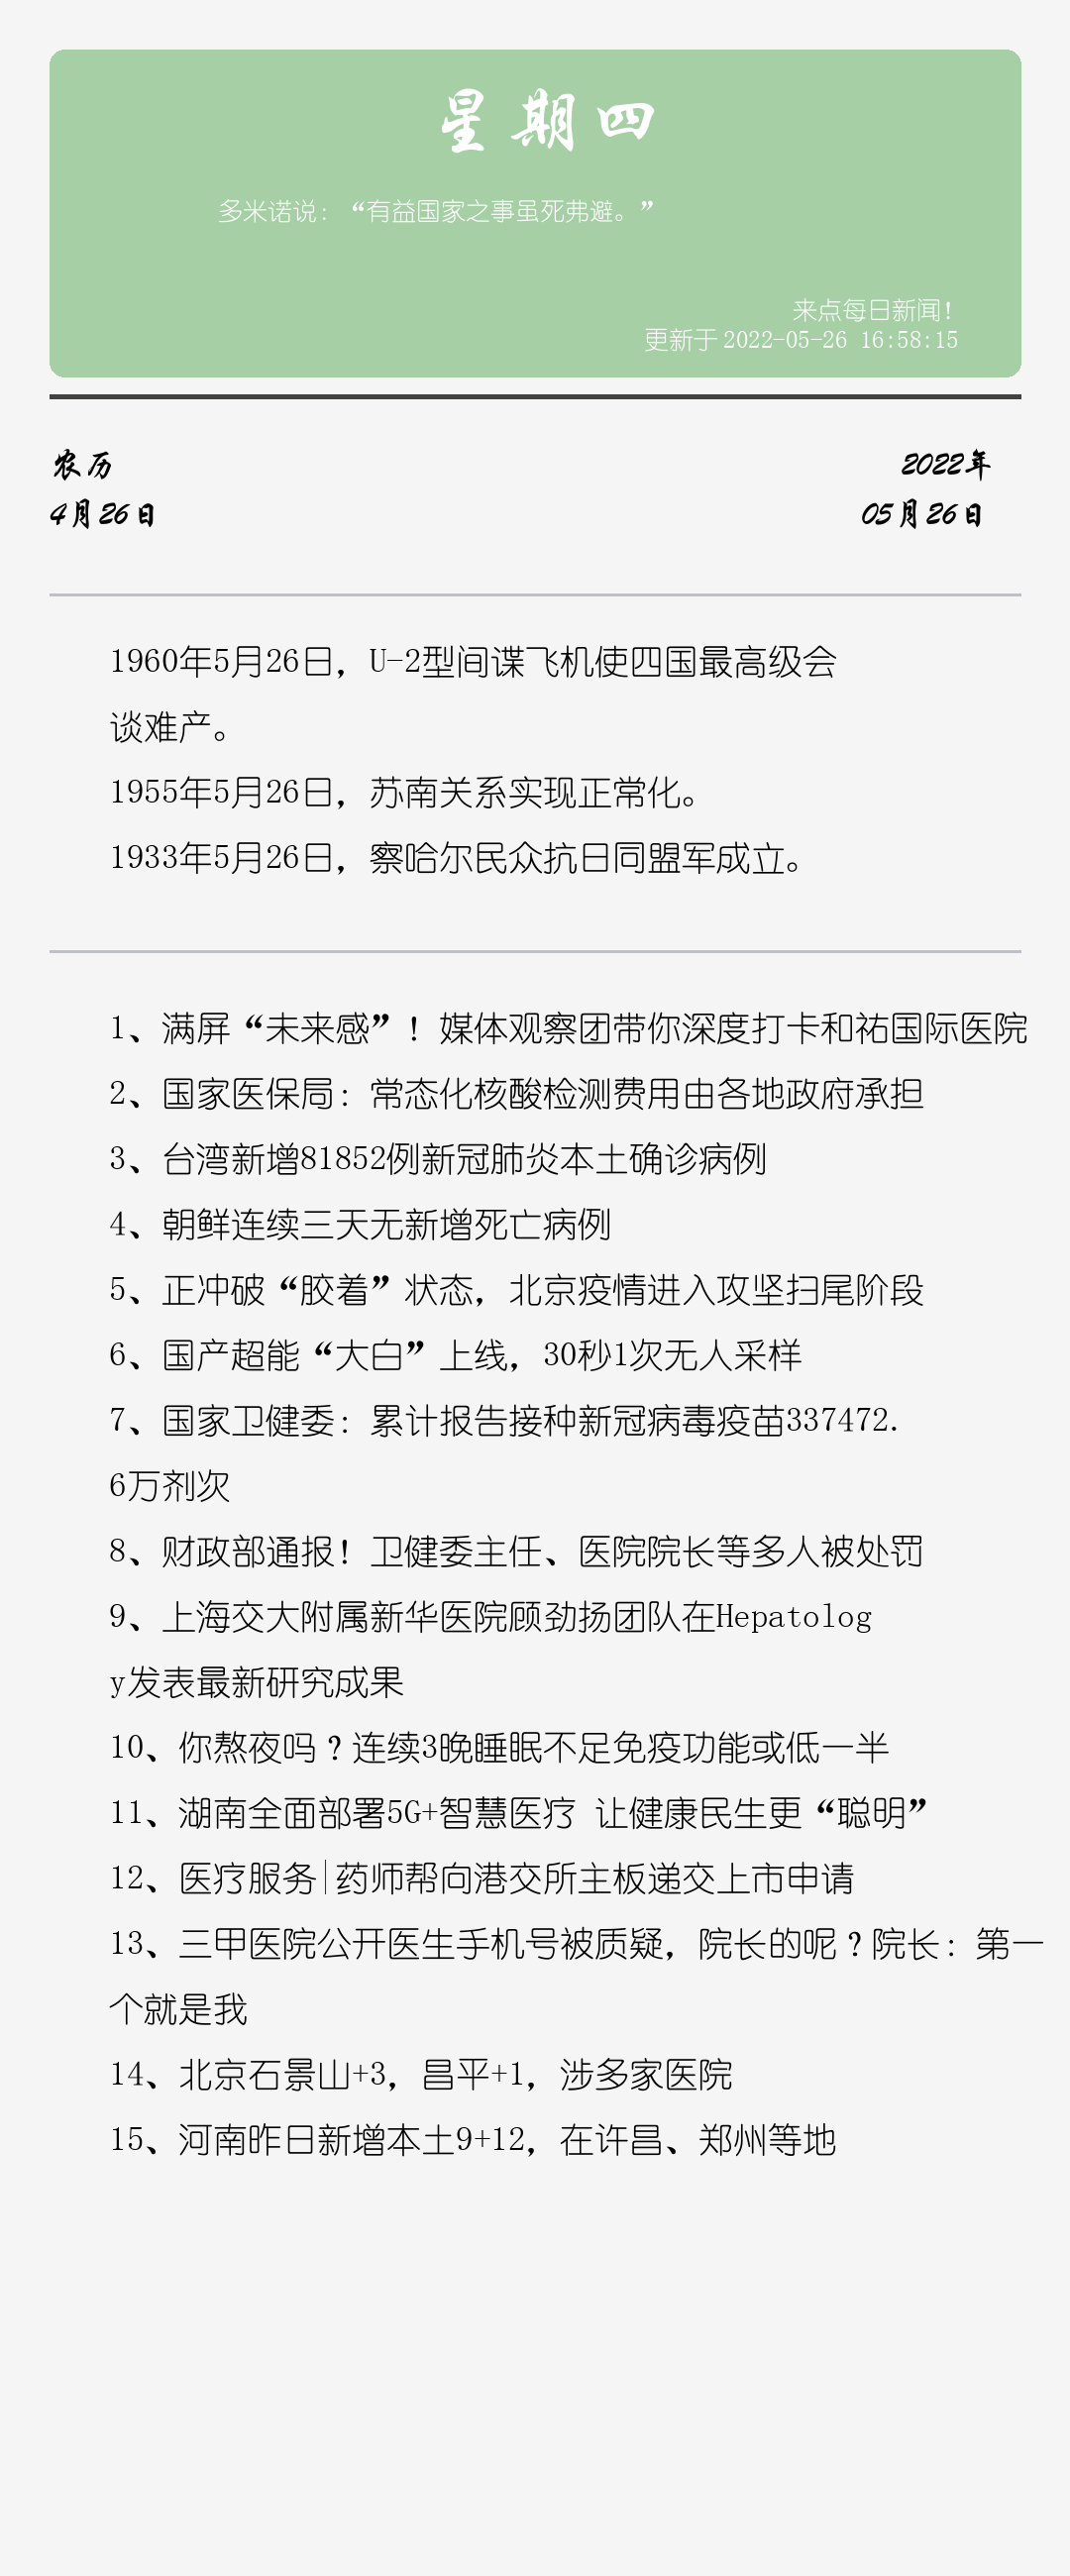 星期四
多米诺说：“有益国家之事虽死弗避。”
来点每日新闻！
更新于 2022-05-26 16:58:15
农历
4月26日
2022年
05月26日
1960年5月26日，U-2型间谍飞机使四国最高级会
谈难产。
1955年5月26日，苏南关系实现正常化。
1933年5月26日，察哈尔民众抗日同盟军成立。
1、满屏“未来感”！媒体观察团带你深度打卡和祐国际医院
2、国家医保局：常态化核酸检测费用由各地政府承担
3、台湾新增81852例新冠肺炎本土确诊病例
4、朝鲜连续三天无新增死亡病例
5、正冲破“胶着”状态，北京疫情进入攻坚扫尾阶段
6、国产超能“大白”上线，30秒1次无人采样
7、国家卫健委：累计报告接种新冠病毒疫苗337472.
6万剂次
8、财政部通报！卫健委主任、医院院长等多人被处罚
9、上海交大附属新华医院顾劲扬团队在Hepatolog
y发表最新研究成果
10、你熬夜吗？连续3晚睡眠不足免疫功能或低一半
11、湖南全面部署5G+智慧医疗 让健康民生更“聪明”
12、医疗服务|药师帮向港交所主板递交上市申请
13、三甲医院公开医生手机号被质疑，院长的呢？院长：第一
个就是我
14、北京石景山+3，昌平+1，涉多家医院
15、河南昨日新增本土9+12，在许昌、郑州等地